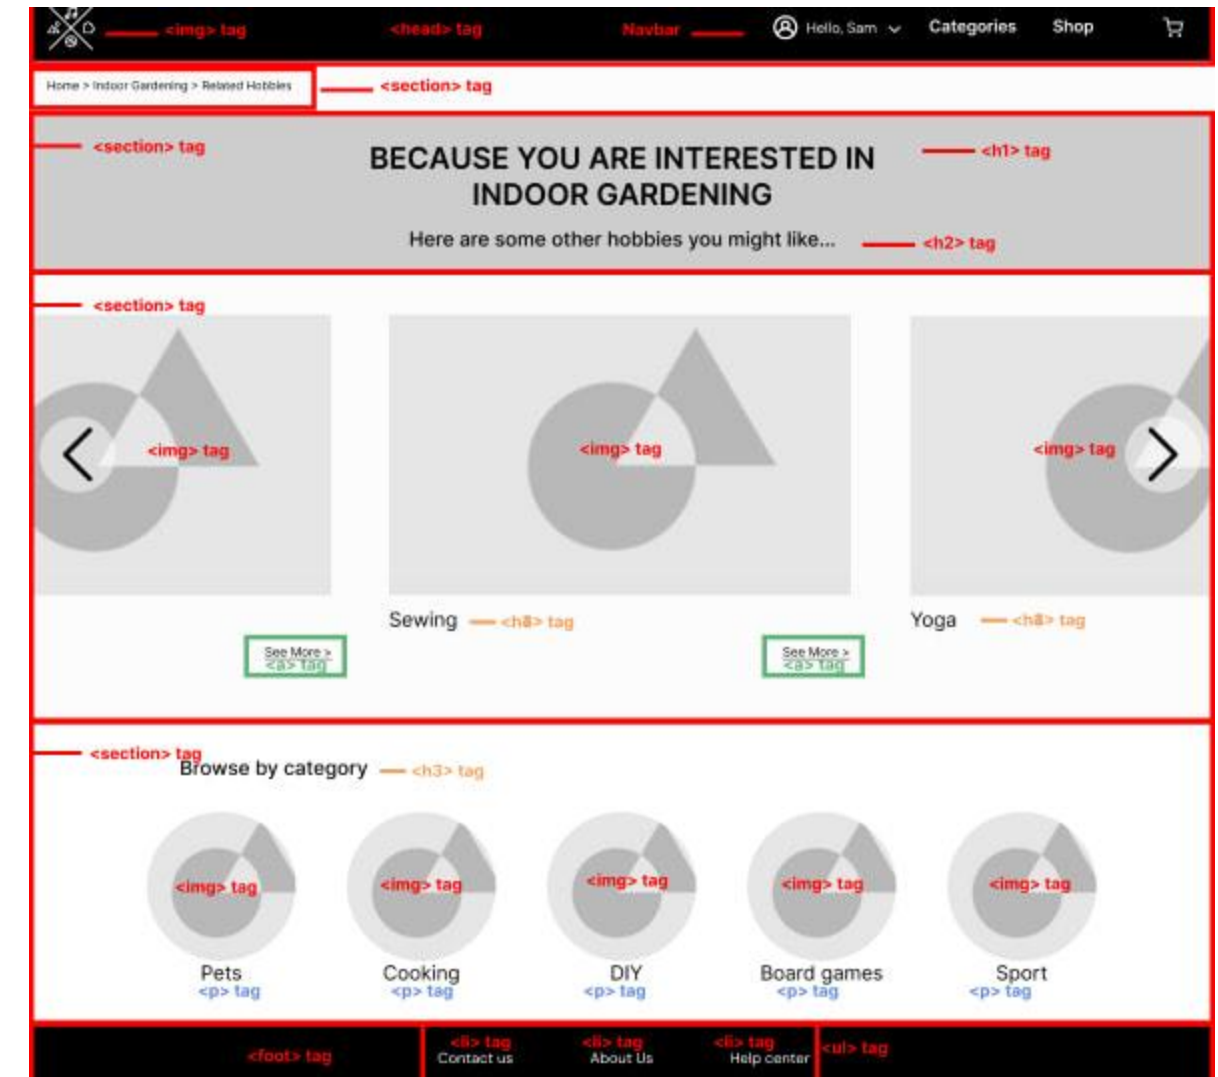 <img> tag <head> tag Navbar Hello, Sam Categories Shop
Home > Indoor Gardening > Related Hobbies <section> tag
<section> tag
BECAUSE YOU ARE INTERESTED IN
INDOOR GARDENING
<h1> tag
Here are some other hobbies you might like...
<h2> tag
<section> tag
<img> tag <img> tag <img> tag
Sewing <h3> tag Yoga <h3> tag
See More > See More >
<a> tag <a> tag
<section> tag
Browse by category <h3> tag
<img> tag <img> tag <img> tag <img> tag <img> tag
Pets Cooking DIY Board games Sport
<p> tag <p> tag <p> tag <p> tag <p> tag
<foot> tag <li> tag <li> tag <li> tag <ul> tag
Contact us About Us Help center